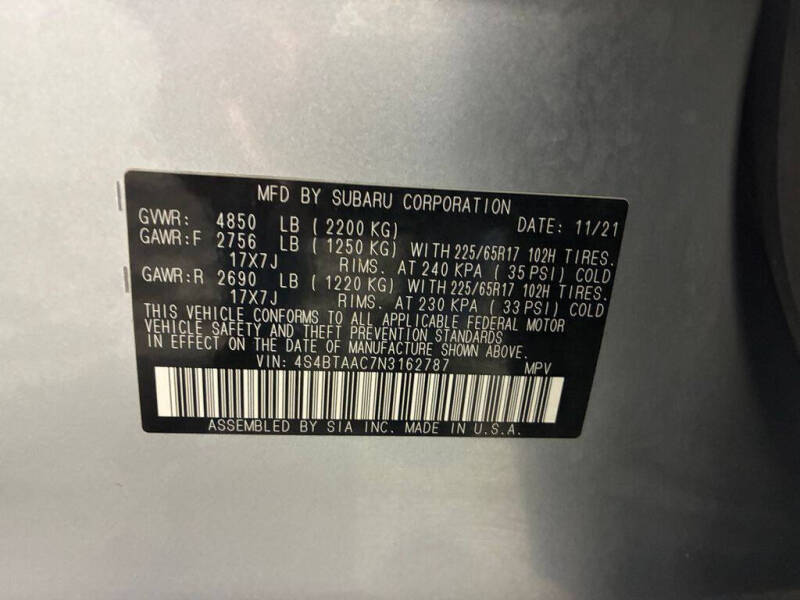 MFD BY SUBARU CORPORATION
GVWR: 4850 LB ( 2200 KG) DATE: 11/21
GAWR:F 2756 LB ( 1250 KG) WITH 225/65R17 102H TIRES.
17X7J RIMS. AT 240 KPA ( 35 PSI) COLD
GAWR:R 2690 LB ( 1220 KG) WITH 225/65R17 102H TIRES.
17X7J RIMS. AT 230 KPA ( 33 PSI) COLD
THIS VEHICLE CONFORMS TO ALL APPLICABLE FEDERAL MOTOR
VEHICLE SAFETY AND THEFT PREVENTION STANDARDS
IN EFFECT ON THE DATE OF MANUFACTURE SHOWN ABOVE.
VIN: 4S4BTAAC7N3162787 MPV
ASSEMBLED BY SIA INC. MADE IN U.S.A.